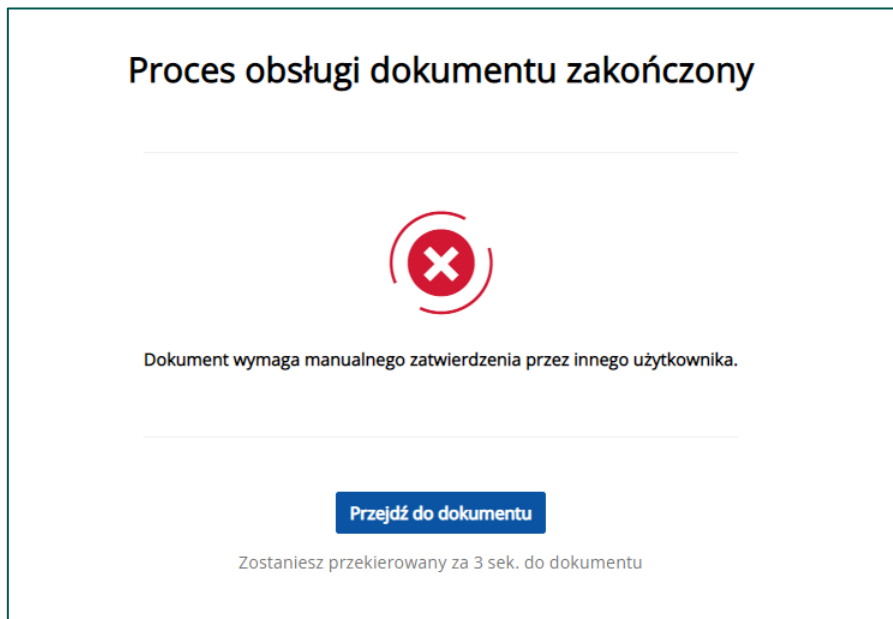 Proces obsługi dokumentu zakończony
Dokument wymaga manualnego zatwierdzenia przez innego użytkownika.
Przejdź do dokumentu
Zostaniesz przekierowany za 3 sek. do dokumentu